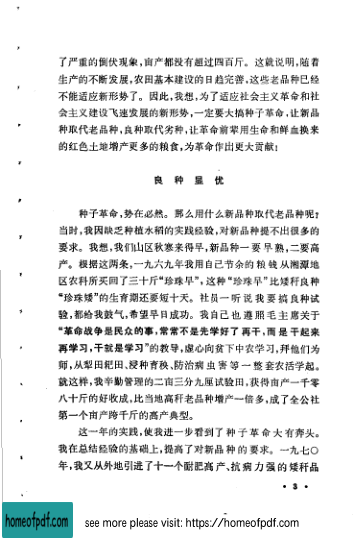 了严重的倒伏现象，亩产都没有超过四百斤。这就说明，随着
生产的不断发展，农田基本建设的日趋完善，这些老品种已经
不能适应新形势了。因此，我想，为了适应社会主义革命和社
会主义建设飞速发展的新形势，一定要大搞种子革命，让新品
种取代老品种，良种取代劣种，让革命前辈用生命和鲜血换来
的红色土地增产更多的粮食，为革命作出更大贡献！
良种显优
种子革命，势在必然。那么用什么新品种取代老品种呢？
当时，我因缺乏种植水稻的实践经验，对新品种提不出很多的
要求。我想，我们山区秋寒来得早，新品种一要早熟，二要高
产。根据这两条，一九六九年我用自己节余的粮钱从湘潭地
区农科所买回了三十斤“珍珠早”，这种“珍珠早”比矮秆良种
“珍珠矮”的生育期还要短十天。社员一听说我要搞良种试
验，都给我鼓气，希望早日成功。我自己也遵照毛主席关于
“革命战争是民众的事，常常不是先学好了再干，而是干起来
再学习，干就是学习”的教导，虚心向贫下中农学习，拜他们为
师，从犁田耙田、浸种育秧、防治病虫害等一整套农活学起。
就这样，我辛勤管理的二亩三分九厘试验田，获得亩产一千零
八十斤的好收成，比当地高秆老品种增产一倍多，成了全公社
第一个亩产跨千斤的高产典型。
这一年的实践，使我进一步看到了种子革命大有奔头。
我在总结经验的基础上，提高了对新品种的要求。一九七〇
年，我又从外地引进了十一个耐肥高产、抗病力强的矮秆品
• 3 •
homeofpdf.com
see more please visit: https://homeofpdf.com